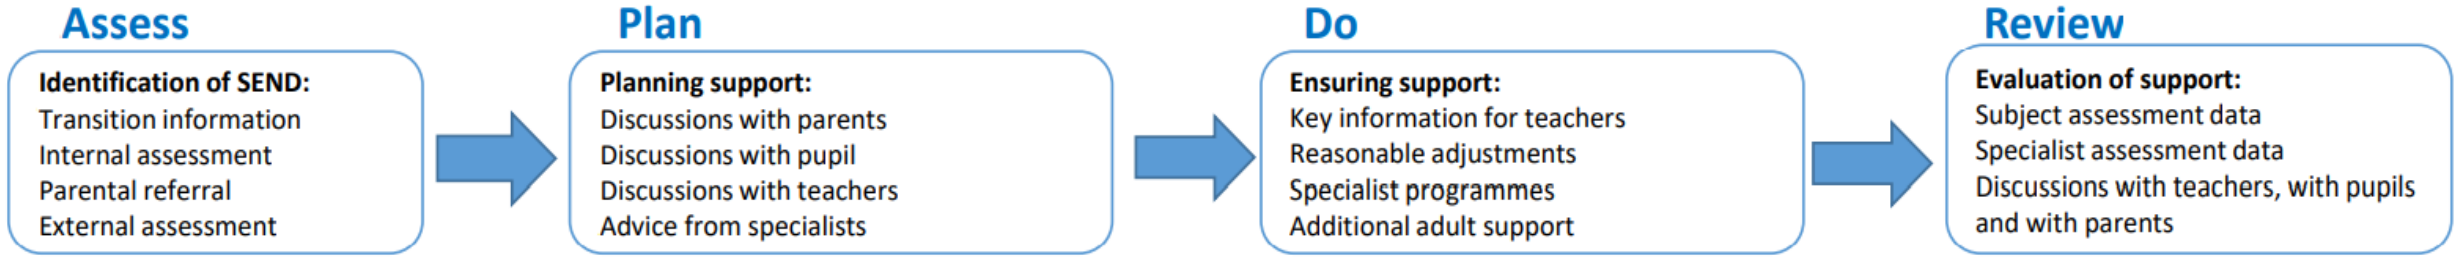 Assess
Identification of SEND:
Transition information
Internal assessment
Parental referral
External assessment
Plan
Planning support:
Discussions with parents
Discussions with pupil
Discussions with teachers
Advice from specialists
Do
Ensuring support:
Key information for teachers
Reasonable adjustments
Specialist programmes
Additional adult support
Review
Evaluation of support:
Subject assessment data
Specialist assessment data
Discussions with teachers, with pupils
and with parents